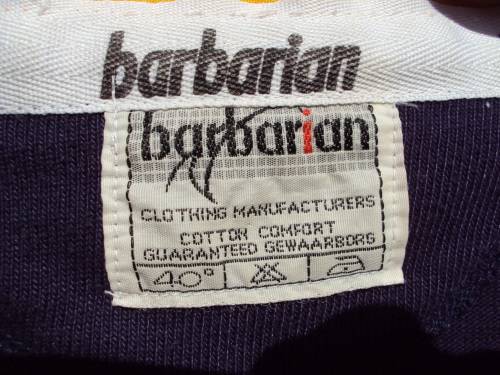 barbarian
barbarian
CLOTHING MANUFACTURERS
COTTON COMFORT
GUARANTEED GEWAARBORG
40°